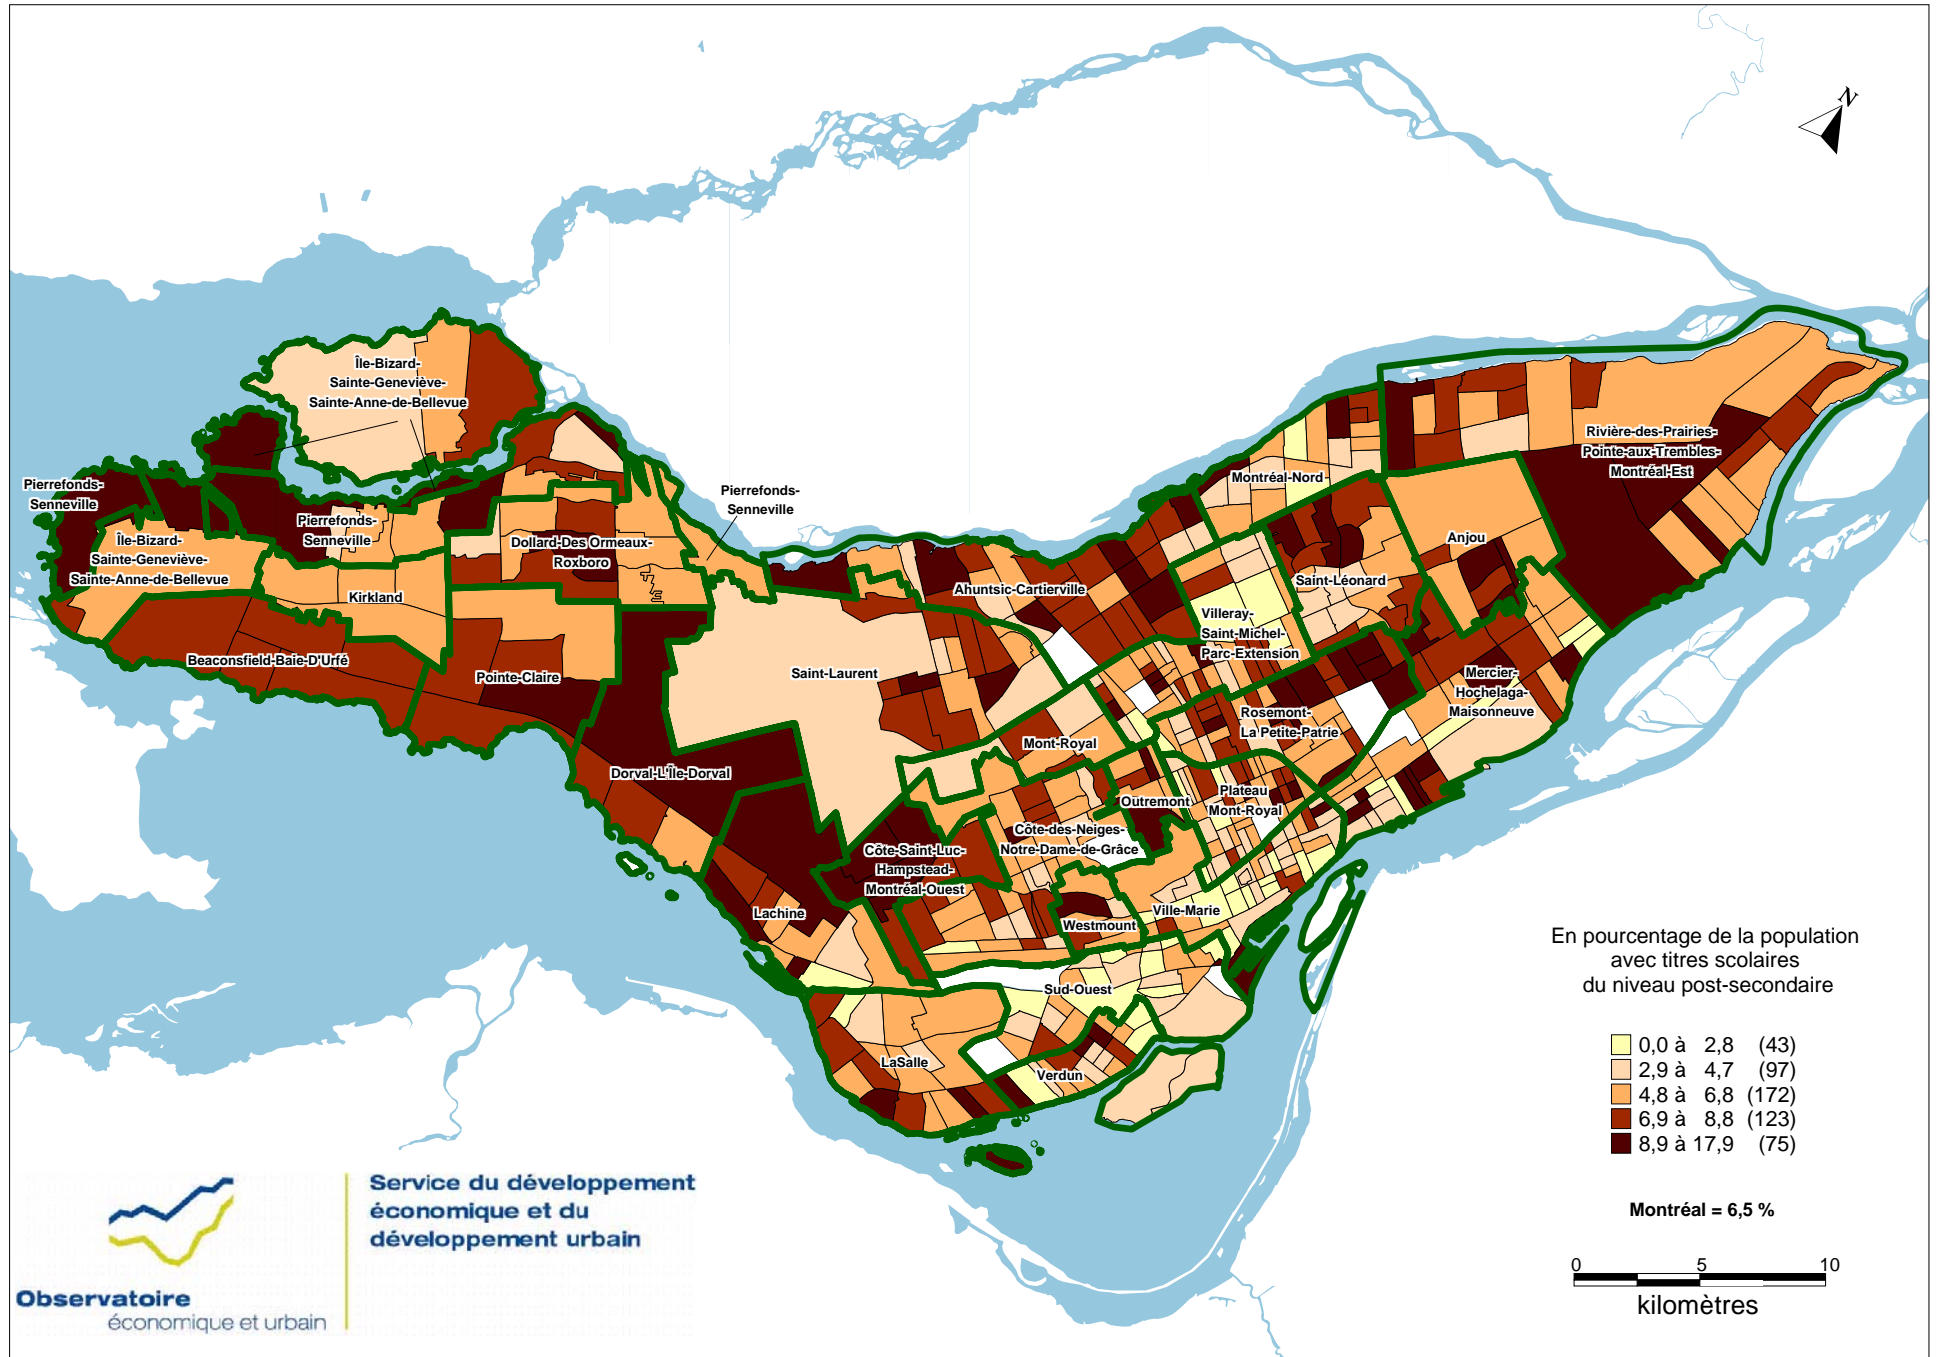 N
Île-Bizard-
Sainte-Geneviève-
Sainte-Anne-de-Bellevue
Pierrefonds-
Senneville
Pierrefonds-
Senneville
Pierrefonds-
Senneville
Île-Bizard-
Sainte-Geneviève-
Sainte-Anne-de-Bellevue
Dollard-Des Ormeaux-
Roxboro
Kirkland
Beaconsfield-Baie-D'Urfé
Pointe-Claire
Dorval-L'Île-Dorval
Lachine
Saint-Laurent
Ahuntsic-Cartierville
Montréal-Nord
Rivière-des-Prairies-
Pointe-aux-Trembles-
Montréal-Est
Anjou
Saint-Léonard
Villeray-
Saint-Michel-
Parc-Extension
Mercier-
Hochelaga-
Maisonneuve
Rosemont-
La Petite-Patrie
Mont-Royal
Outremont
Plateau
Mont-Royal
Côte-des-Neiges-
Notre-Dame-de-Grâce
Côte-Saint-Luc-
Hampstead-
Montréal-Ouest
Westmount
Ville-Marie
Sud-Ouest
LaSalle
Verdun
En pourcentage de la population
avec titres scolaires
du niveau post-secondaire
0,0 à 2,8 (43)
2,9 à 4,7 (97)
4,8 à 6,8 (172)
6,9 à 8,8 (123)
8,9 à 17,9 (75)
Montréal = 6,5 %
0 5 10
kilomètres
Service du développement
économique et du
développement urbain
Observatoire
économique et urbain